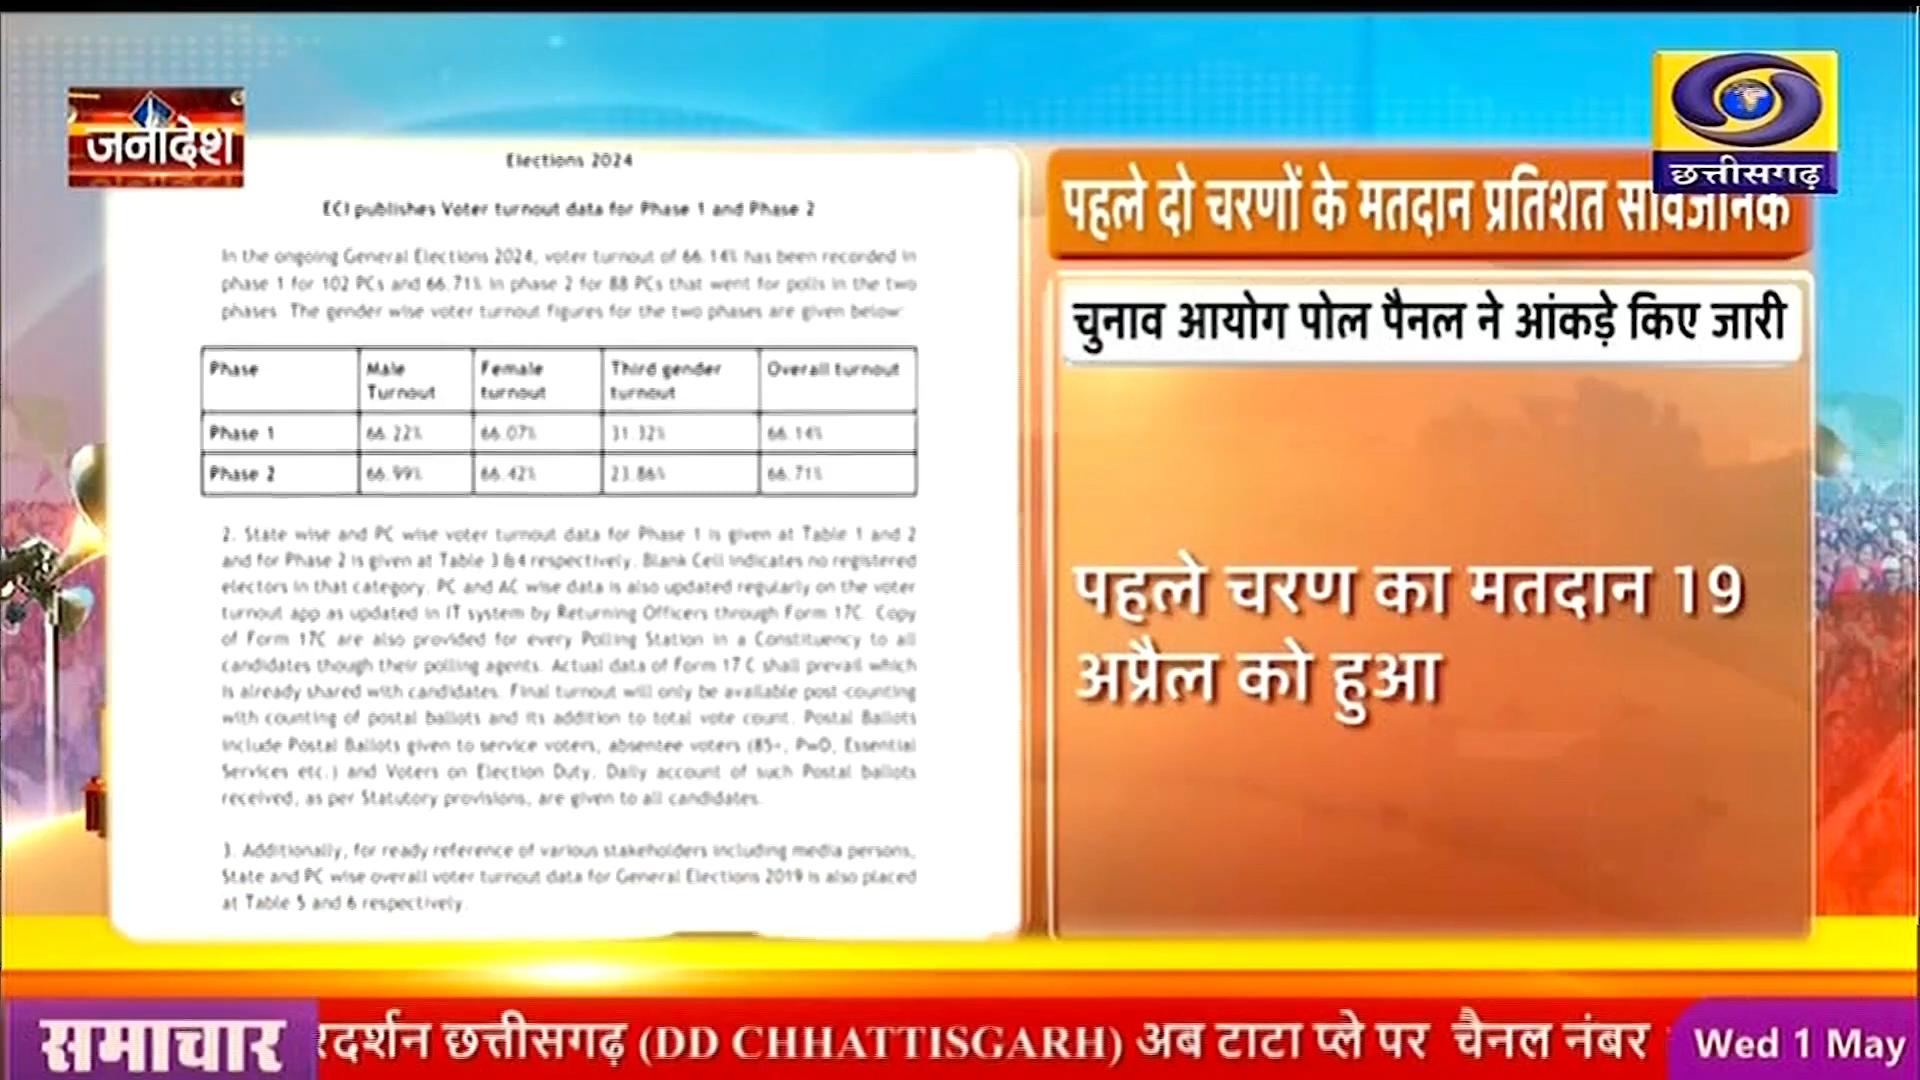 जनादेश
छत्तीसगढ़
Elections 2024
ECI publishes Voter turnout data for Phase 1 and Phase 2
In the ongoing General Elections 2024, voter turnout of 66.14% has been recorded in
phase 1 for 102 PCs and 66.71% in phase 2 for 88 PCs that went for polls in the two
phases. The gender wise voter turnout figures for the two phases are given below:
Phase Male Turnout Female turnout Third gender turnout Overall turnout
Phase 1 66.22% 66.07% 31.32% 66.14%
Phase 2 66.99% 66.42% 23.86% 66.71%
2. State wise and PC wise voter turnout data for Phase 1 is given at Table 1 and 2
and for Phase 2 is given at Table 3 &4 respectively. Blank Cell indicates no registered
electors in that category. PC and AC wise data is also updated regularly on the voter
turnout app as updated in IT system by Returning Officers through Form 17C. Copy
of Form 17C are also provided for every Polling Station in a Constituency to all
candidates though their polling agents. Actual data of Form 17 C shall prevail which
is already shared with candidates. Final turnout will only be available post-counting
with counting of postal ballots and its addition to total vote count. Postal Ballots
include Postal Ballots given to service voters, absentee voters (85+, PwD, Essential
Services etc.) and Voters on Election Duty. Daily account of such Postal ballots
received, as per Statutory provisions, are given to all candidates.
3. Additionally, for ready reference of various stakeholders including media persons,
State and PC wise overall voter turnout data for General Elections 2019 is also placed
at Table 5 and 6 respectively.
पहले दो चरणों के मतदान प्रतिशत सार्वजनिक
चुनाव आयोग पोल पैनल ने आंकड़े किए जारी
पहले चरण का मतदान 19
अप्रैल को हुआ
समाचार
रदर्शन छत्तीसगढ़ (DD CHHATTISGARH) अब टाटा प्ले पर चैनल नंबर
Wed 1 May